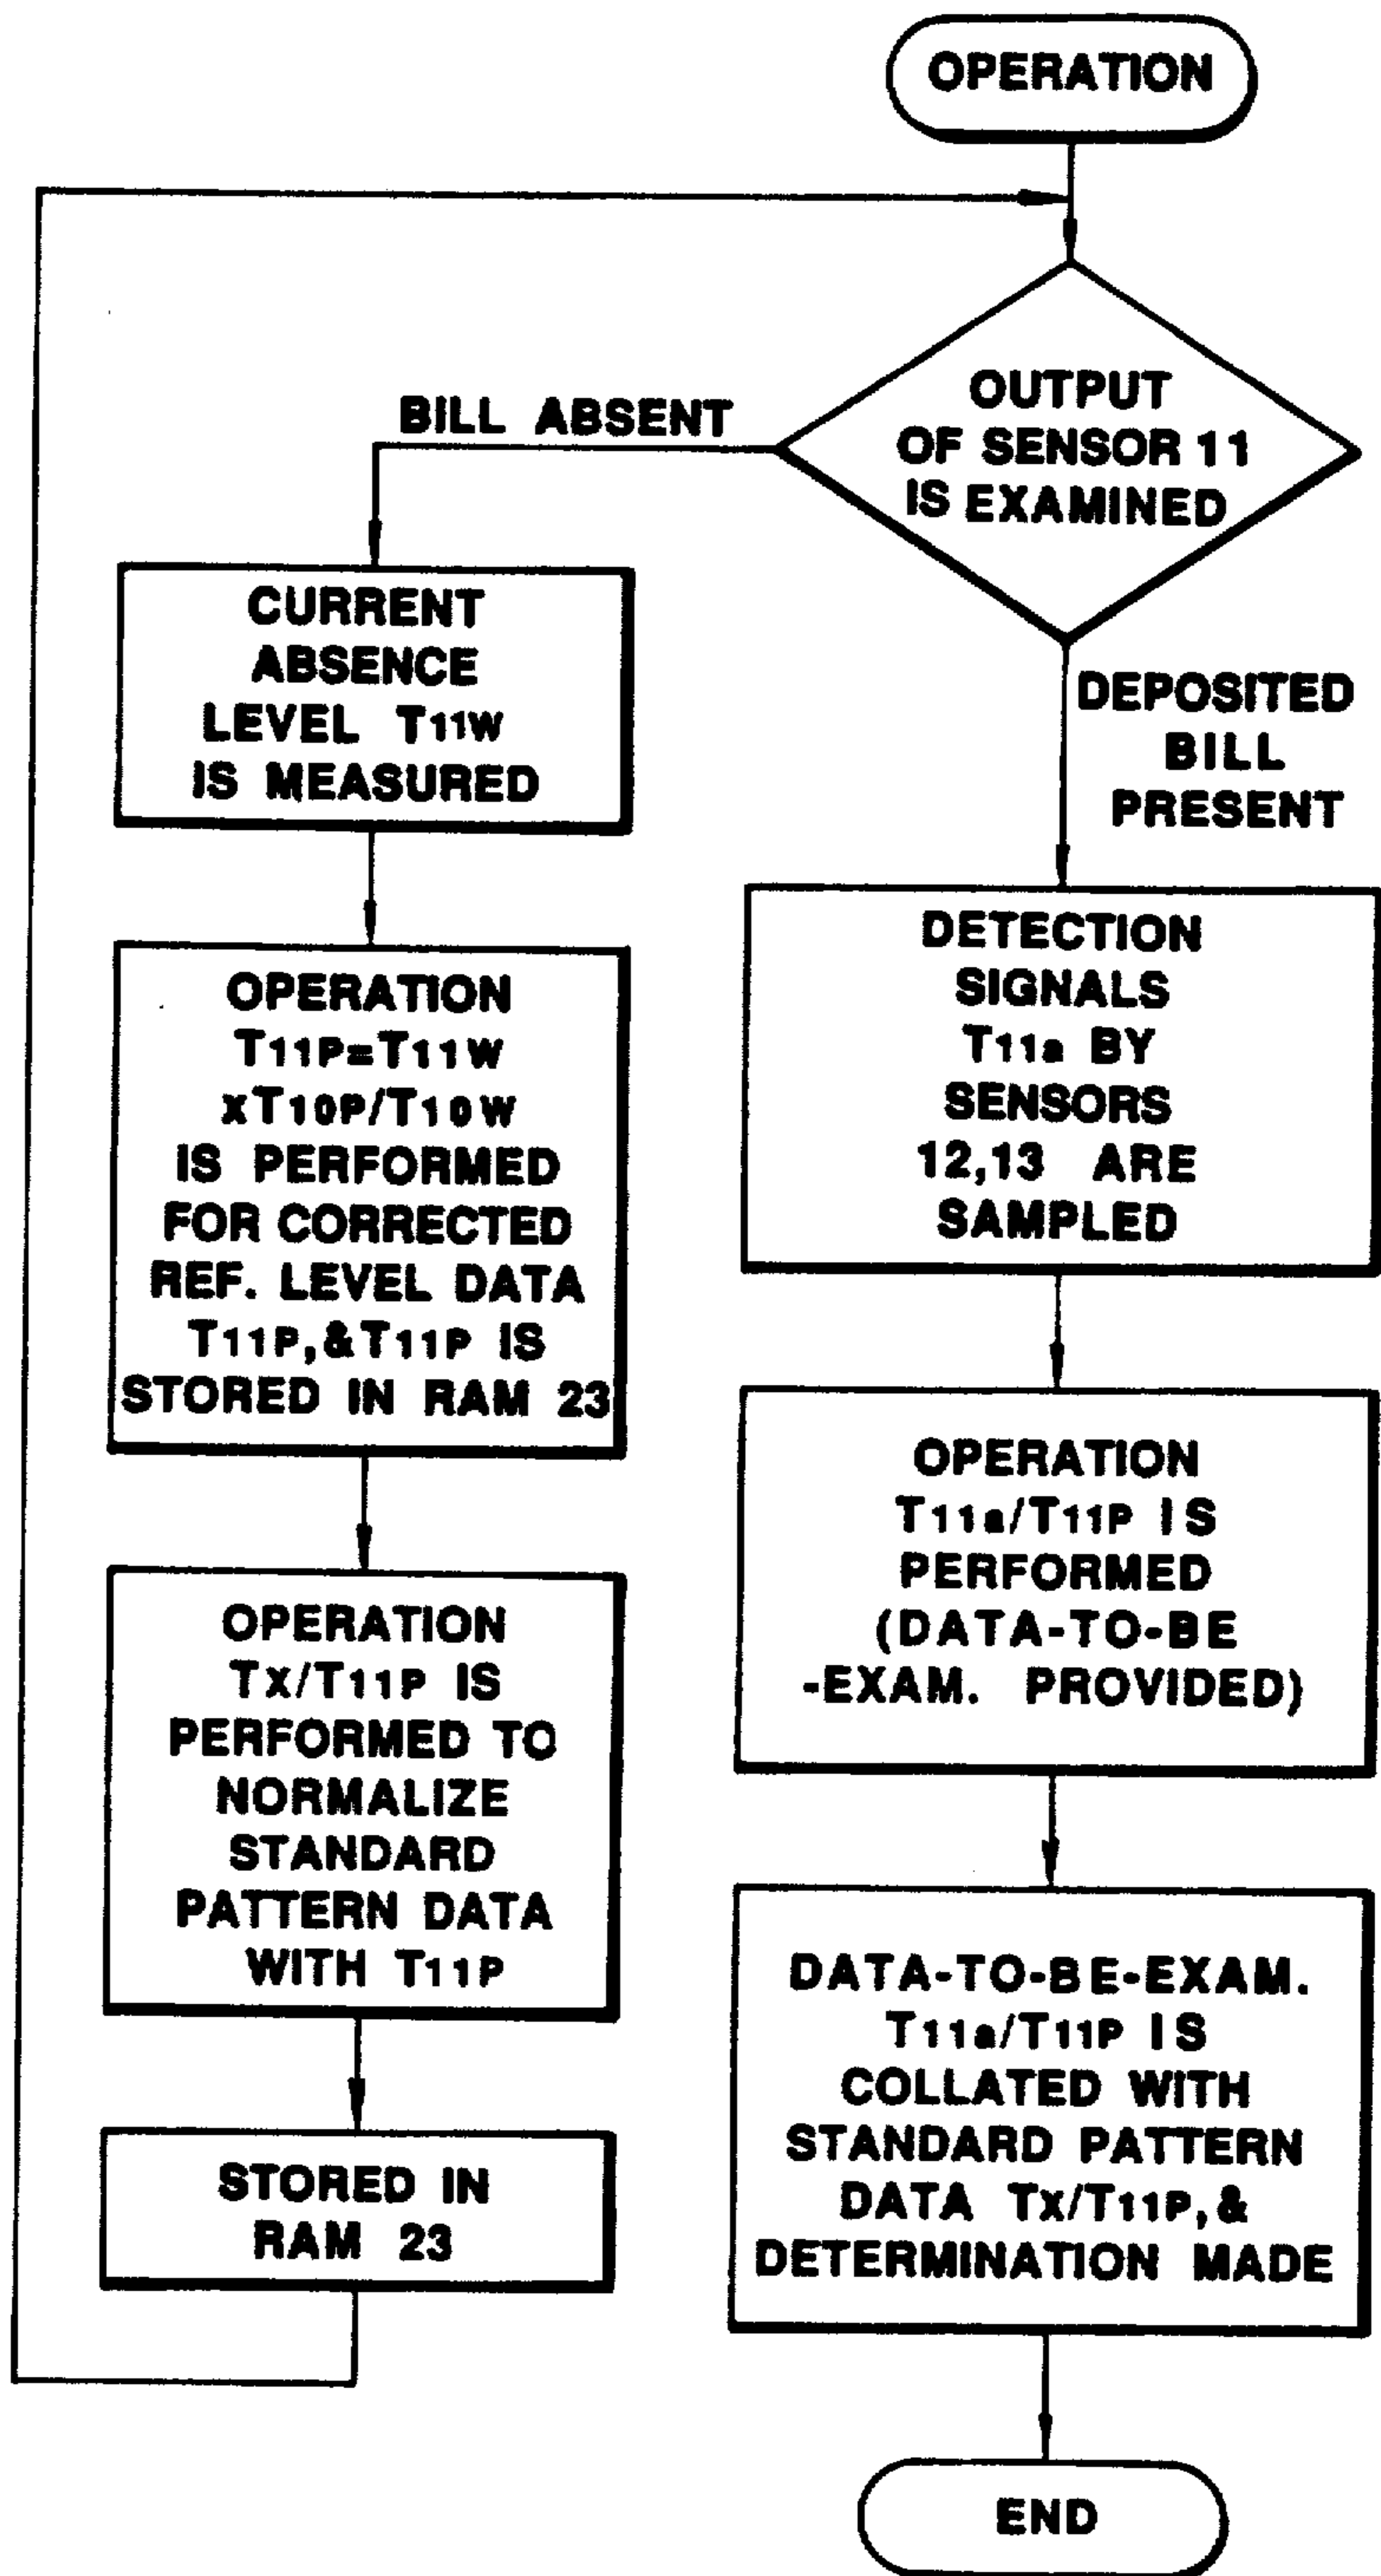 OPERATION
OUTPUT
OF SENSOR 11
IS EXAMINED
BILL ABSENT
CURRENT
ABSENCE
LEVEL T11W
IS MEASURED
OPERATION
T11P=T11W
xT10P/T10W
IS PERFORMED
FOR CORRECTED
REF. LEVEL DATA
T11P,&T11P IS
STORED IN RAM 23
OPERATION
TX/T11P IS
PERFORMED TO
NORMALIZE
STANDARD
PATTERN DATA
WITH T11P
STORED IN
RAM 23
DEPOSITED
BILL
PRESENT
DETECTION
SIGNALS
T11a BY
SENSORS
12,13 ARE
SAMPLED
OPERATION
T11a/T11P IS
PERFORMED
(DATA-TO-BE
-EXAM. PROVIDED)
DATA-TO-BE-EXAM.
T11a/T11P IS
COLLATED WITH
STANDARD PATTERN
DATA TX/T11P,&
DETERMINATION MADE
END